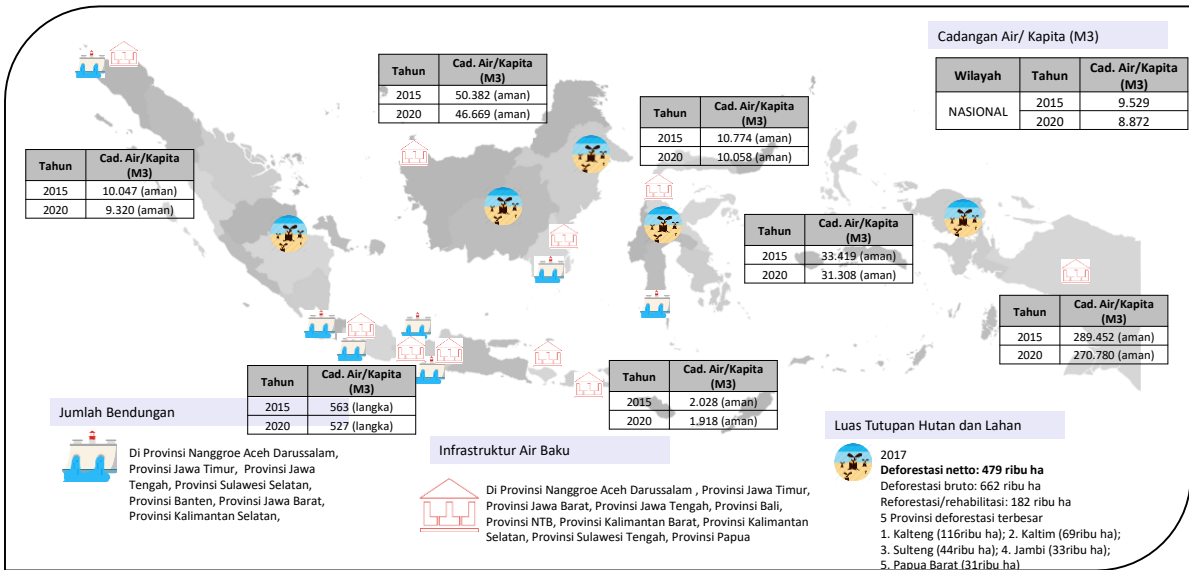 Cadangan Air/ Kapita (M3)
Wilayah Tahun Cad. Air/Kapita (M3)
NASIONAL 2015 9.529
2020 8.872
Tahun Cad. Air/Kapita (M3)
2015 50.382 (aman)
2020 46.669 (aman)
Tahun Cad. Air/Kapita (M3)
2015 10.774 (aman)
2020 10.058 (aman)
Tahun Cad. Air/Kapita (M3)
2015 10.047 (aman)
2020 9.320 (aman)
Tahun Cad. Air/Kapita (M3)
2015 33.419 (aman)
2020 31.308 (aman)
Tahun Cad. Air/Kapita (M3)
2015 289.452 (aman)
2020 270.780 (aman)
Tahun Cad. Air/Kapita (M3)
2015 563 (langka)
2020 527 (langka)
Tahun Cad. Air/Kapita (M3)
2015 2.028 (aman)
2020 1.918 (aman)
Jumlah Bendungan
Di Provinsi Nanggroe Aceh Darussalam,
Provinsi Jawa Timur, Provinsi Jawa
Tengah, Provinsi Sulawesi Selatan,
Provinsi Banten, Provinsi Jawa Barat,
Provinsi Kalimantan Selatan,
Infrastruktur Air Baku
Di Provinsi Nanggroe Aceh Darussalam , Provinsi Jawa Timur,
Provinsi Jawa Barat, Provinsi Jawa Tengah, Provinsi Bali,
Provinsi NTB, Provinsi Kalimantan Barat, Provinsi Kalimantan
Selatan, Provinsi Sulawesi Tengah, Provinsi Papua
Luas Tutupan Hutan dan Lahan
2017
Deforestasi netto: 479 ribu ha
Deforestasi bruto: 662 ribu ha
Reforestasi/rehabilitasi: 182 ribu ha
5 Provinsi deforestasi terbesar
1. Kalteng (116ribu ha); 2. Kaltim (69ribu ha);
3. Sulteng (44ribu ha); 4. Jambi (33ribu ha);
5. Papua Barat (31ribu ha)